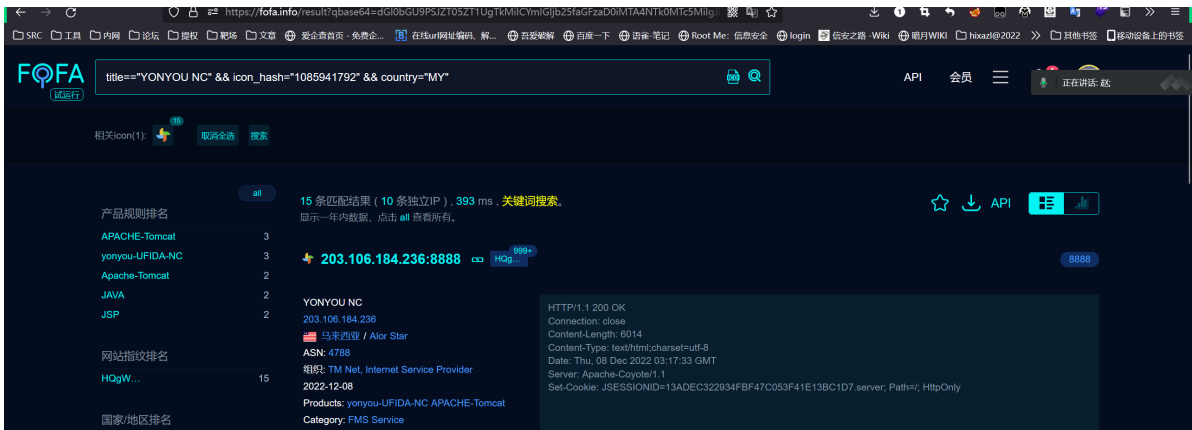 https://fofa.info/result?qbase64=dGl0bGU9PSJZT05ZT1UgTkMiICYmIGljb25faGFzaD0iMTA4NTk0MTc5MiIg
SRC 工具 内网 论坛 提权 靶场 文章 爱企查首页 - 免费企... 在线url网址编码、解... 吾爱破解 百度一下 语雀·笔记 Root Me：信息安全 login 信安之路 -Wiki 暗月WIKI hixazl@2022 其他书签 移动设备上的书签
FOFA
试运行
title=="YONYOU NC" && icon_hash="1085941792" && country="MY"
API 会员
正在讲话: 赵;
相关icon(1): 15 取消全选 搜索
all
15 条匹配结果 ( 10 条独立IP ) , 393 ms , 关键词搜索。
显示一年内数据，点击 all 查看所有。
API
产品规则排名
APACHE-Tomcat 3
yonyou-UFIDA-NC 3
Apache-Tomcat 2
JAVA 2
JSP 2
网站指纹排名
HQgW... 15
国家/地区排名
203.106.184.236:8888 HQg... 999+ 8888
YONYOU NC
203.106.184.236
马来西亚 / Alor Star
ASN: 4788
组织: TM Net, Internet Service Provider
2022-12-08
Products: yonyou-UFIDA-NC APACHE-Tomcat
Category: FMS Service
HTTP/1.1 200 OK
Connection: close
Content-Length: 6014
Content-Type: text/html;charset=utf-8
Date: Thu, 08 Dec 2022 03:17:33 GMT
Server: Apache-Coyote/1.1
Set-Cookie: JSESSIONID=13ADEC322934FBF47C053F41E13BC1D7.server; Path=/; HttpOnly